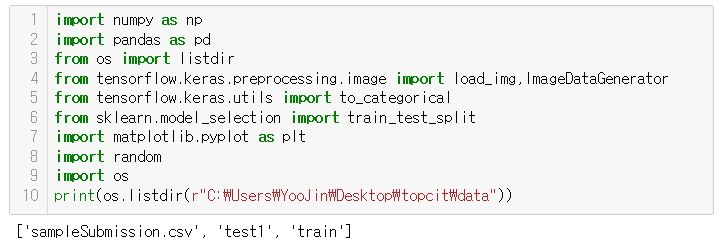 1 import numpy as np
2 import pandas as pd
3 from os import listdir
4 from tensorflow.keras.preprocessing.image import load_img,ImageDataGenerator
5 from tensorflow.keras.utils import to_categorical
6 from sklearn.model_selection import train_test_split
7 import matplotlib.pyplot as plt
8 import random
9 import os
10 print(os.listdir(r"C:₩Users₩YooJin₩Desktop₩topcit₩data"))
['sampleSubmission.csv', 'test1', 'train']